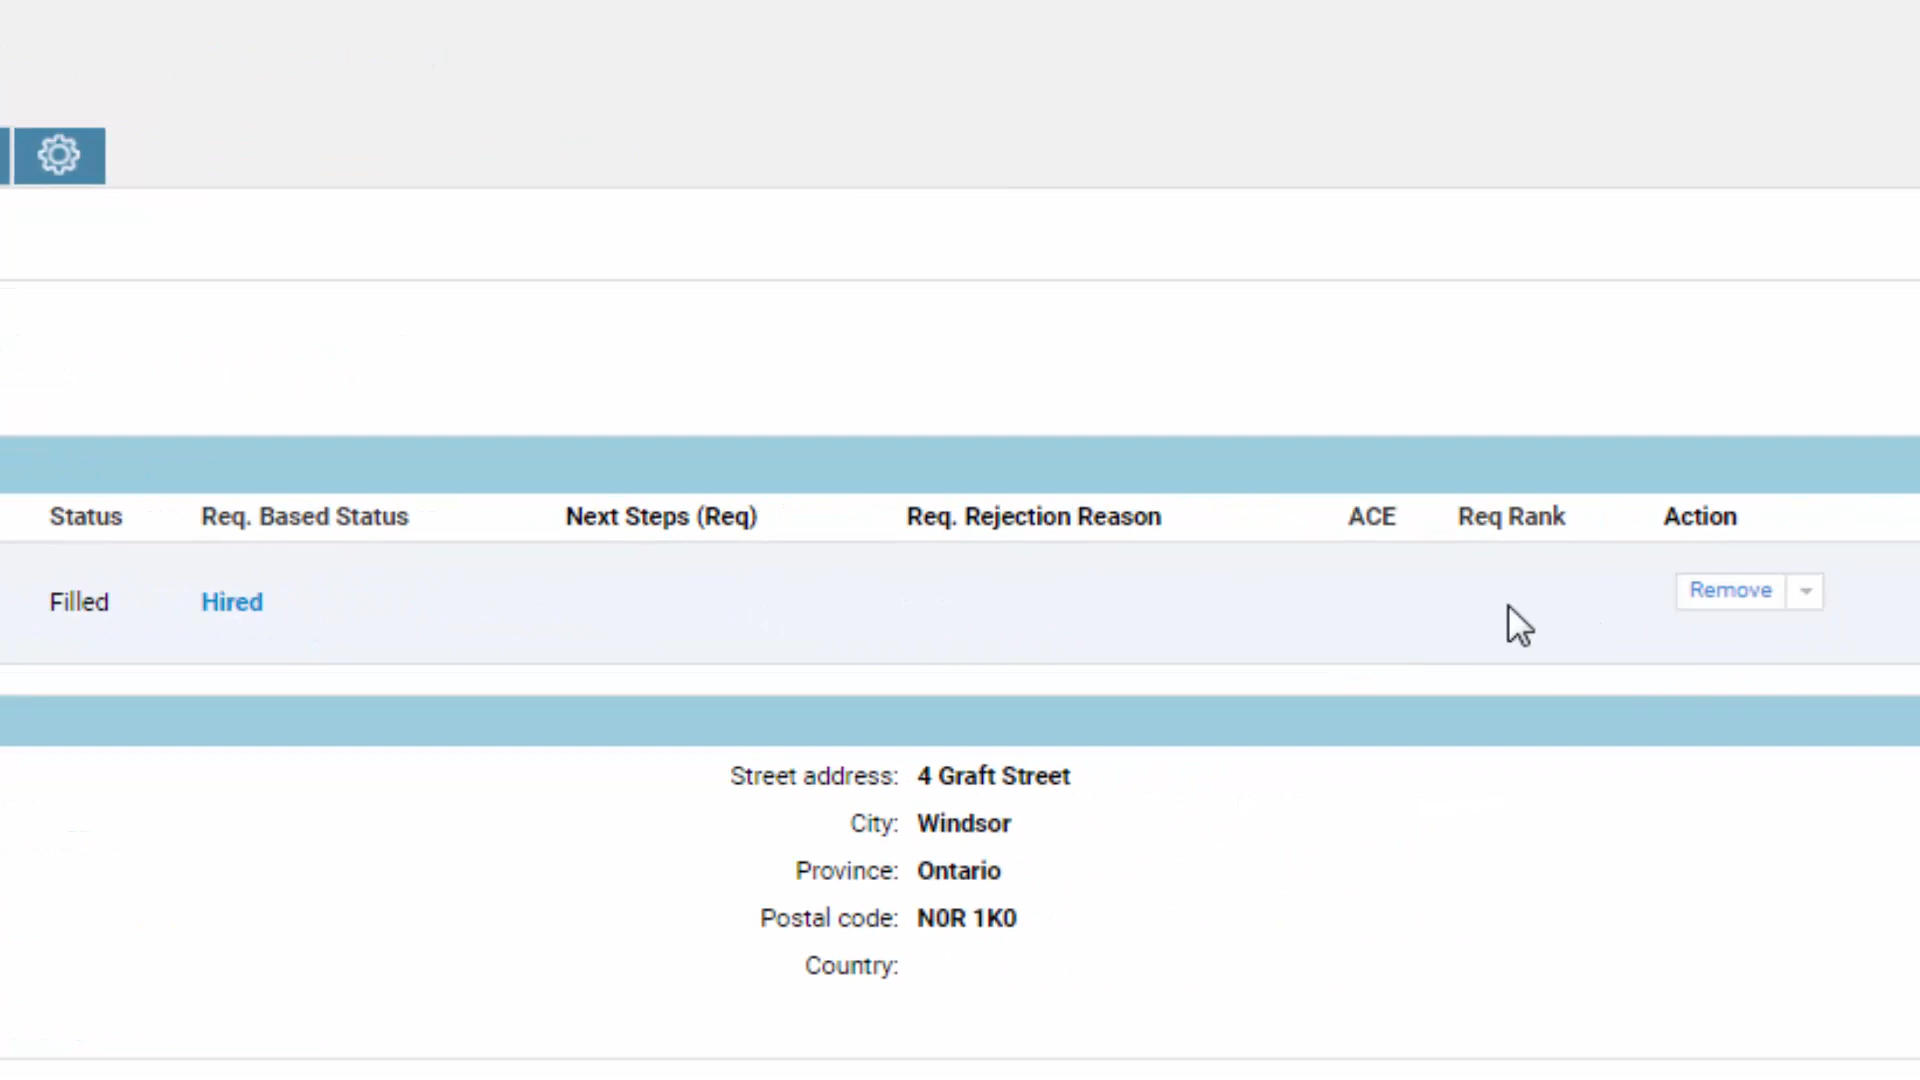 Status Req. Based Status Next Steps (Req) Req. Rejection Reason ACE Req Rank Action
Filled Hired Remove
Street address: 4 Graft Street
City: Windsor
Province: Ontario
Postal code: N0R 1K0
Country: